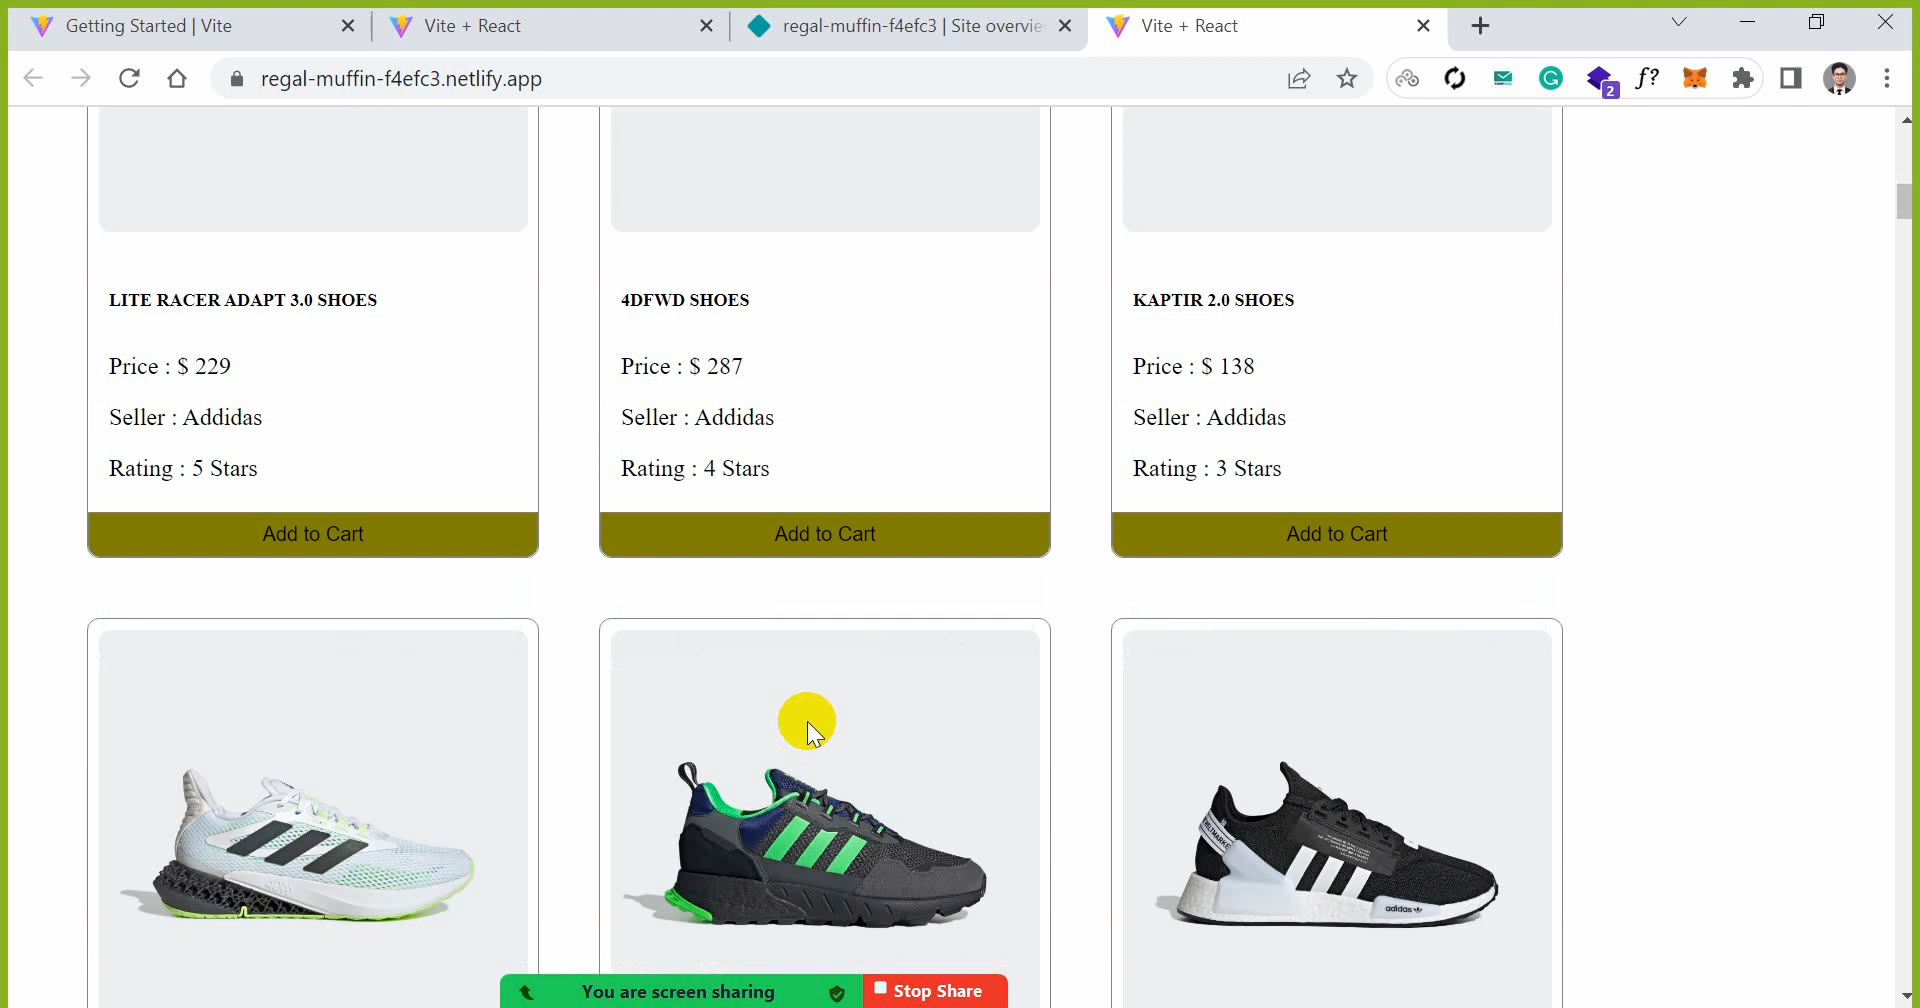 Getting Started | Vite
Vite + React
regal-muffin-f4efc3 | Site overvie
Vite + React
regal-muffin-f4efc3.netlify.app
2
f?
LITE RACER ADAPT 3.0 SHOES
4DFWD SHOES
KAPTIR 2.0 SHOES
Price : $ 229
Price : $ 287
Price : $ 138
Seller : Addidas
Seller : Addidas
Seller : Addidas
Rating : 5 Stars
Rating : 4 Stars
Rating : 3 Stars
Add to Cart
Add to Cart
Add to Cart
adidas
You are screen sharing
Stop Share